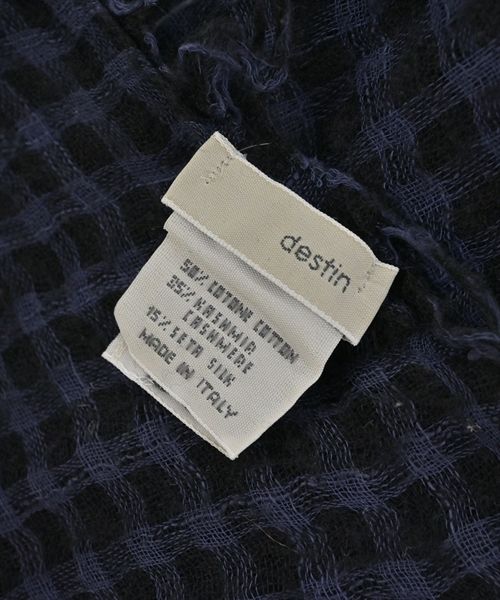 destin
50% COTONE COTTON
35% KASHMIR
CASHMERE
15% SETA SILK
MADE IN ITALY